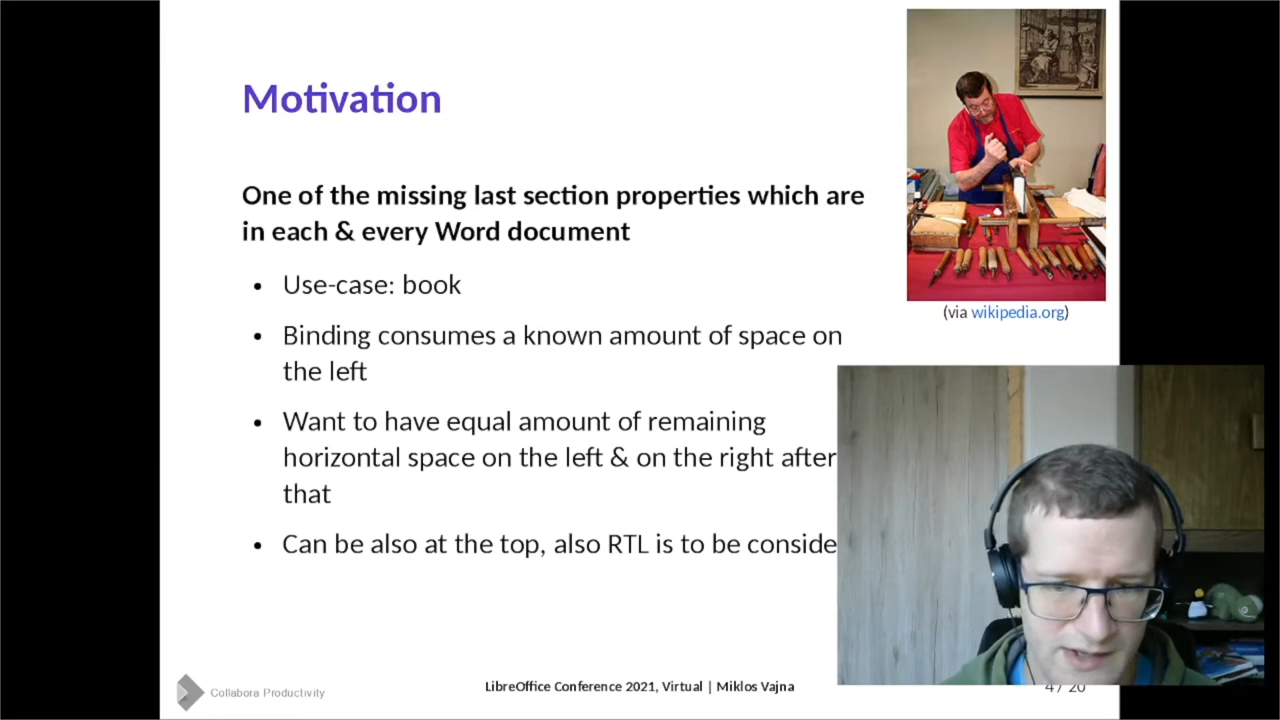 Motivation
One of the missing last section properties which are
in each & every Word document
• Use-case: book
• Binding consumes a known amount of space on
the left
• Want to have equal amount of remaining
horizontal space on the left & on the right after
that
• Can be also at the top, also RTL is to be conside
(via wikipedia.org)
Collabora Productivity
LibreOffice Conference 2021, Virtual | Miklos Vajna
4 / 20